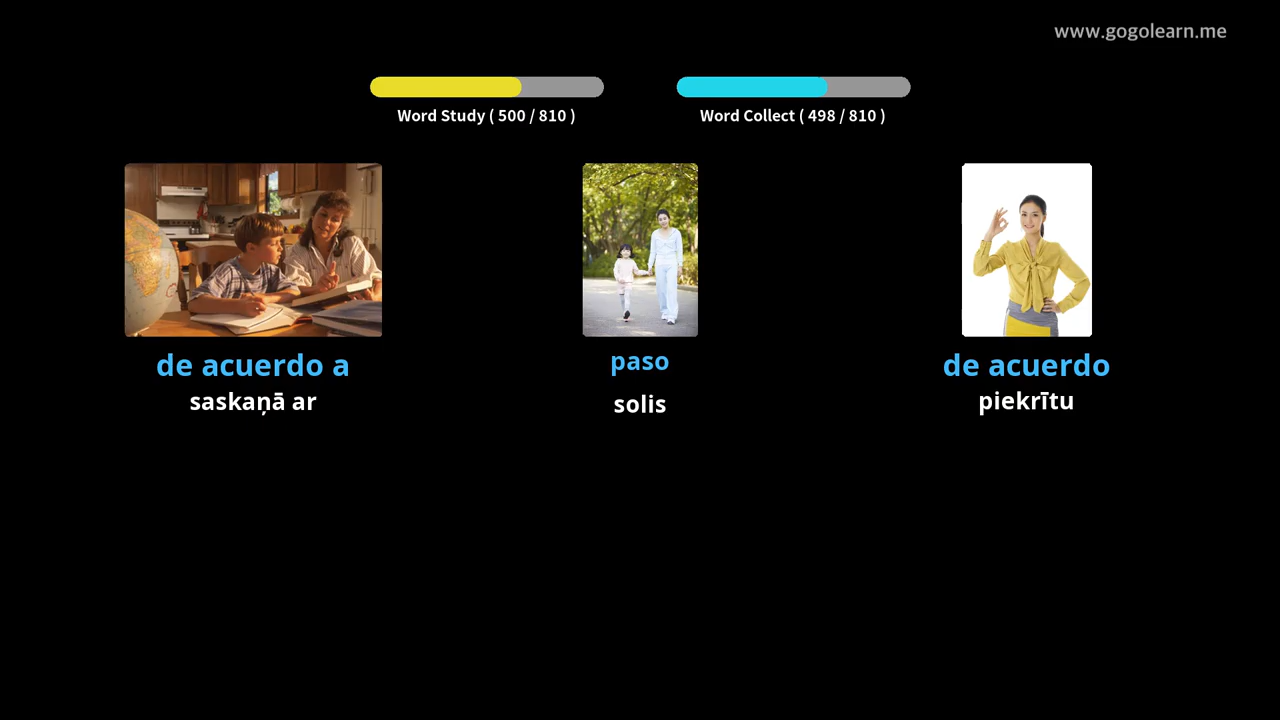 www.gogolearn.me
Word Study ( 500 / 810 )
Word Collect ( 498 / 810 )
de acuerdo a
saskaņā ar
paso
solis
de acuerdo
piekrītu